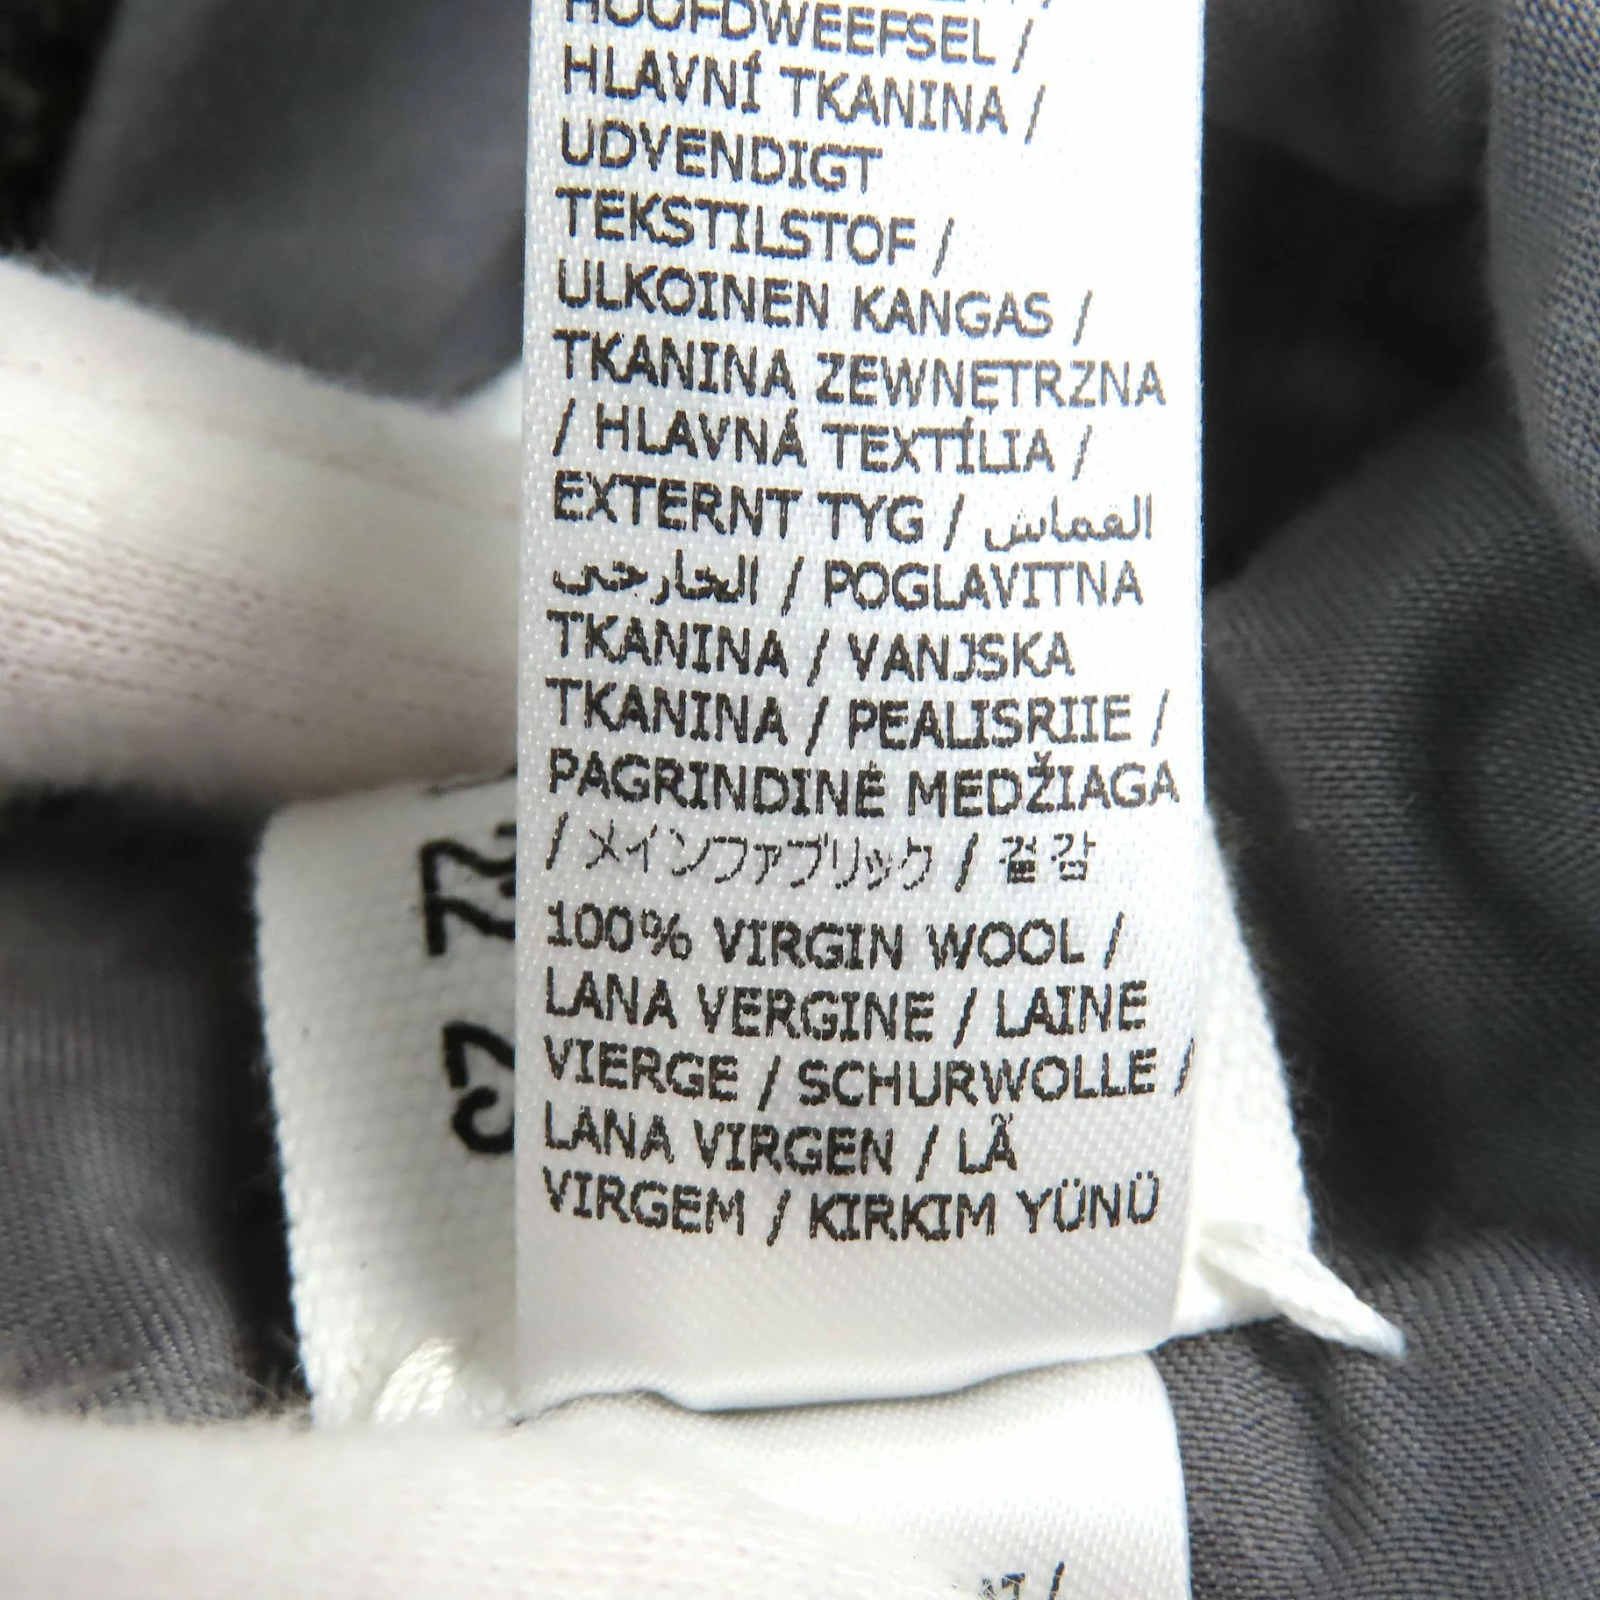 HOOFDWEEFSEL /
HLAVNÍ TKANINA /
UDVENDIGT
TEKSTILSTOF /
ULKOINEN KANGAS /
TKANINA ZEWNĘTRZNA
/ HLAVNÁ TEXTÍLIA /
EXTERNT TYG / القماش
الخارجي / POGLAVITNA
TKANINA / VANJSKA
TKANINA / PEALISRIIE /
PAGRINDINĖ MEDŽIAGA
/ メインファブリック / 겉감
100% VIRGIN WOOL /
LANA VERGINE / LAINE
VIERGE / SCHURWOLLE /
LANA VIRGEN / LÃ
VIRGEM / KIRKIM YÜNÜ